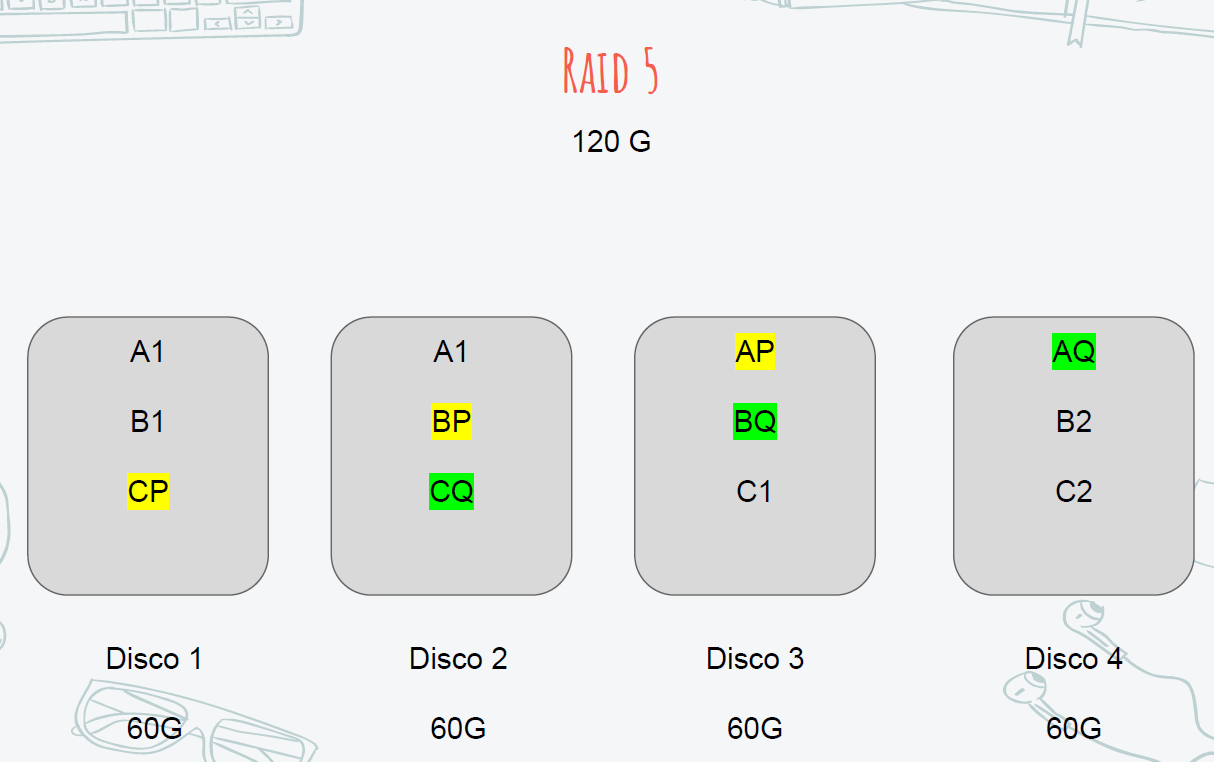 Raid 5
120 G
A1 A1 AP AQ
B1 BP BQ B2
CP CQ C1 C2
Disco 1 Disco 2 Disco 3 Disco 4
60G 60G 60G 60G